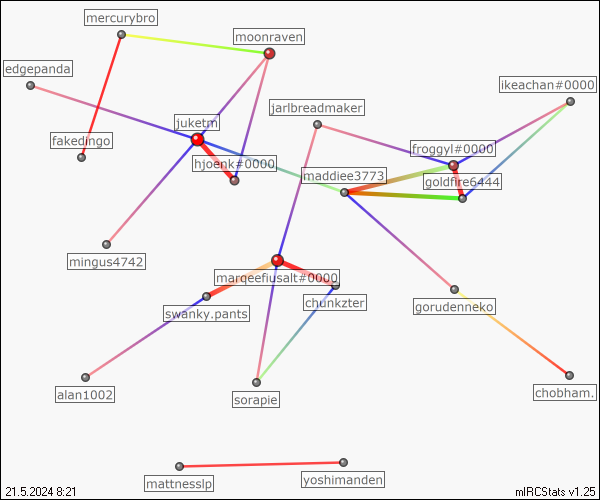 mercurybro
moonraven
edgepanda
ikeachan#0000
jarlbreadmaker
juketm
fakedingo
froggyl#0000
hjoenk#0000
maddiee3773
goldfire6444
mingus4742
marqeefiusalt#0000
chunkzter
gorudenneko
swanky.pants
alan1002
chobham.
sorapie
mattnesslp
yoshimanden
21.5.2024 8:21
mIRCStats v1.25